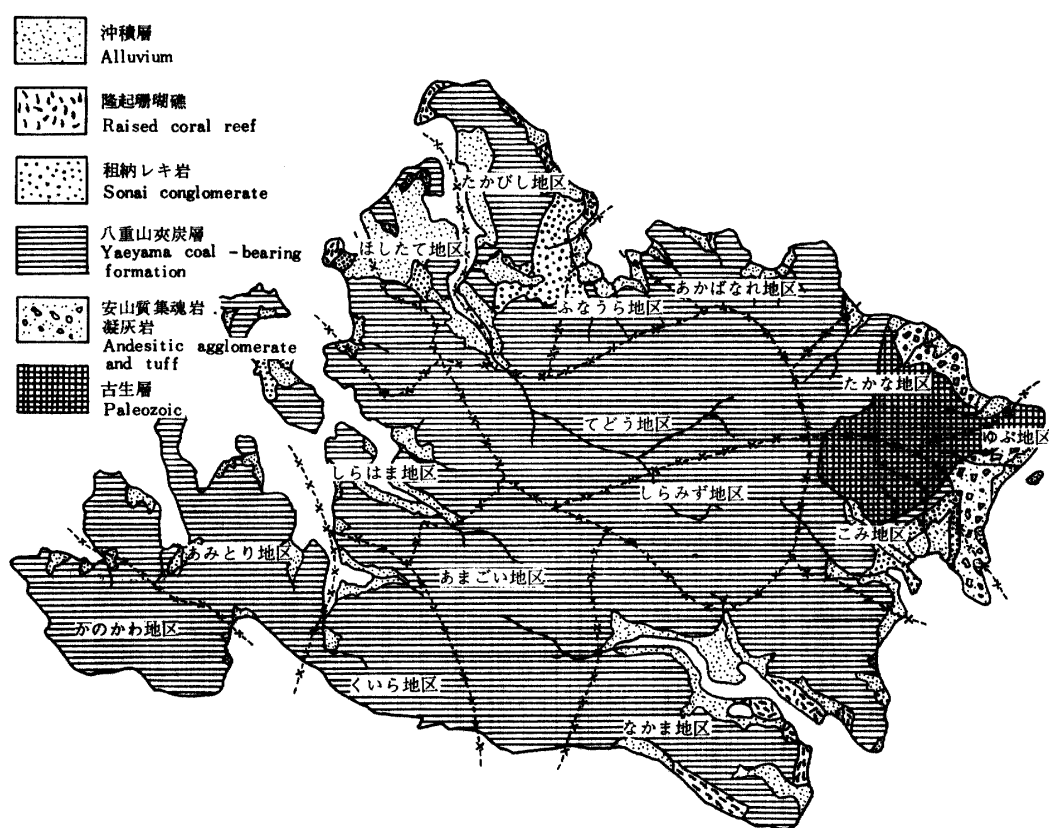 沖積層
Alluvium
隆起珊瑚礁
Raised coral reef
租納レキ岩
Sonai conglomerate
八重山夾炭層
Yaeyama coal-bearing
formation
安山質集魂岩
凝灰岩
Andesitic agglomerate
and tuff
古生層
Paleozoic
たかびし地区
ほしたて地区
あかばなれ地区
ふなうら地区
たかな地区
てどう地区
ゆぶ地区
しらはま地区
しらみず地区
こみ地区
あみとり地区
あまごい地区
かのかわ地区
くいら地区
なかま地区